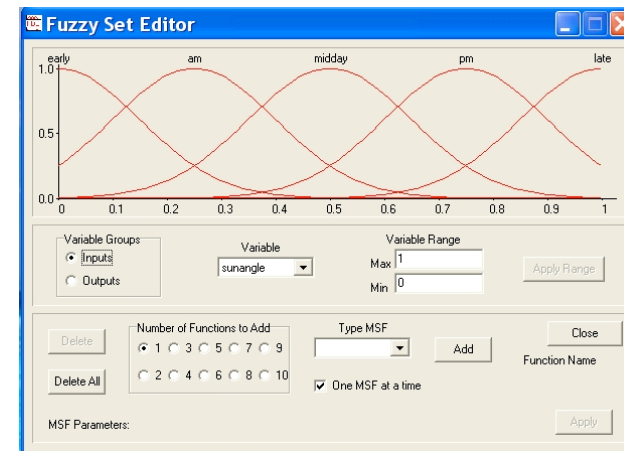 Fuzzy Set Editor
early am midday pm late
1.0
0.5
0.0
0 0.1 0.2 0.3 0.4 0.5 0.6 0.7 0.8 0.9 1
Variable Groups
Inputs
Outputs
Variable
sunangle
Variable Range
Max 1
Min 0
Apply Range
Delete
Delete All
Number of Functions to Add
1 3 5 7 9
2 4 6 8 10
Type MSF
Add
One MSF at a time
Close
Function Name
MSF Parameters:
Apply